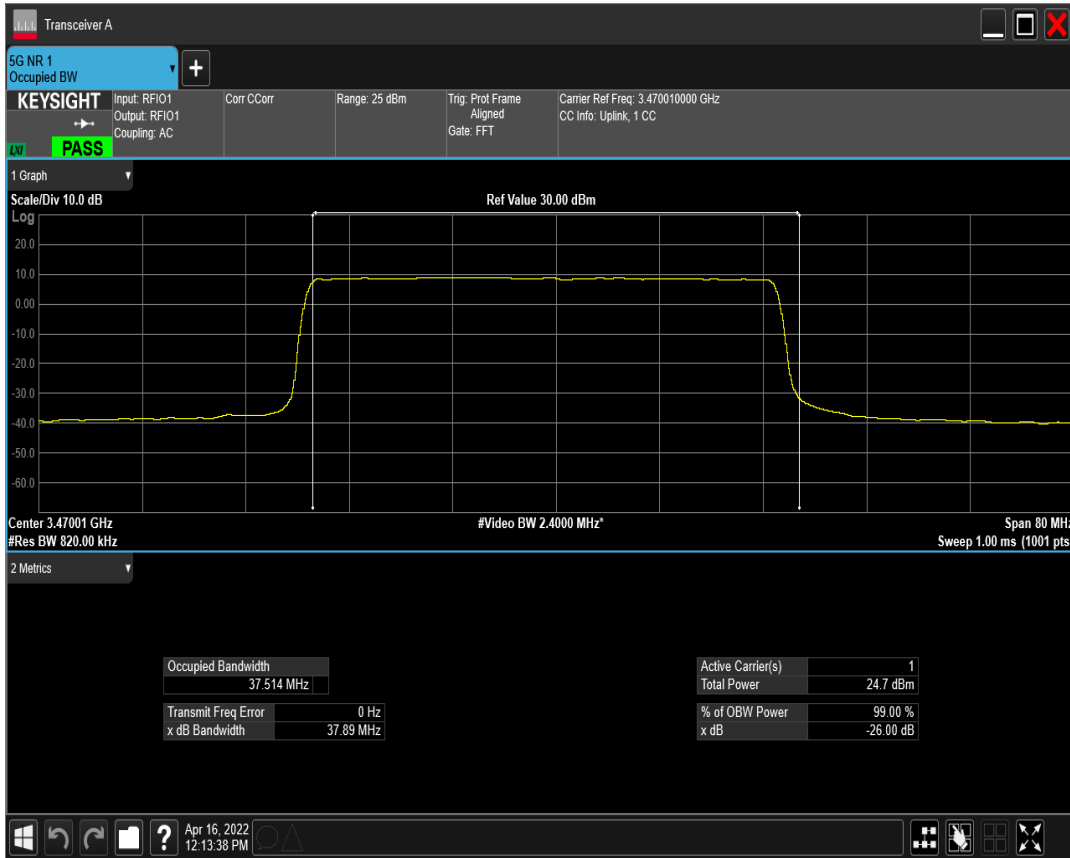 Transceiver A
5G NR 1
Occupied BW
+
KEYSIGHT
LXI
PASS
Input: RFIO1
Output: RFIO1
Coupling: AC
Corr CCorr
Range: 25 dBm
Trig: Prot Frame
Aligned
Gate: FFT
Carrier Ref Freq: 3.470010000 GHz
CC Info: Uplink, 1 CC
1 Graph
Scale/Div 10.0 dB
Ref Value 30.00 dBm
Log
20.0
10.0
0.00
-10.0
-20.0
-30.0
-40.0
-50.0
-60.0
Center 3.47001 GHz
#Video BW 2.4000 MHz*
Span 80 MHz
#Res BW 820.00 kHz
Sweep 1.00 ms (1001 pts
2 Metrics
Occupied Bandwidth
37.514 MHz
Transmit Freq Error 0 Hz
x dB Bandwidth 37.89 MHz
Active Carrier(s) 1
Total Power 24.7 dBm
% of OBW Power 99.00 %
x dB -26.00 dB
?
Apr 16, 2022
12:13:38 PM